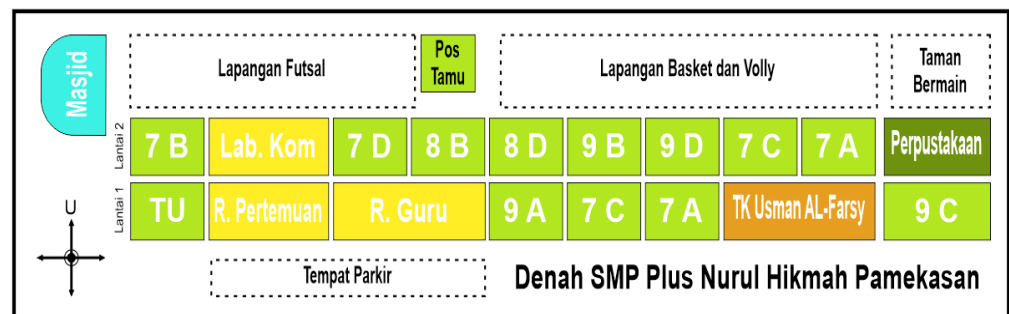 Masjid
Lapangan Futsal
Pos
Tamu
Lapangan Basket dan Volly
Taman
Bermain
Lantai 2
7 B
Lab. Kom
7 D
8 B
8 D
9 B
9 D
7 C
7 A
Perpustakaan
Lantai 1
TU
R. Pertemuan
R. Guru
9 A
7 C
7 A
TK Usman AL-Farsy
9 C
U
Tempat Parkir
Denah SMP Plus Nurul Hikmah Pamekasan